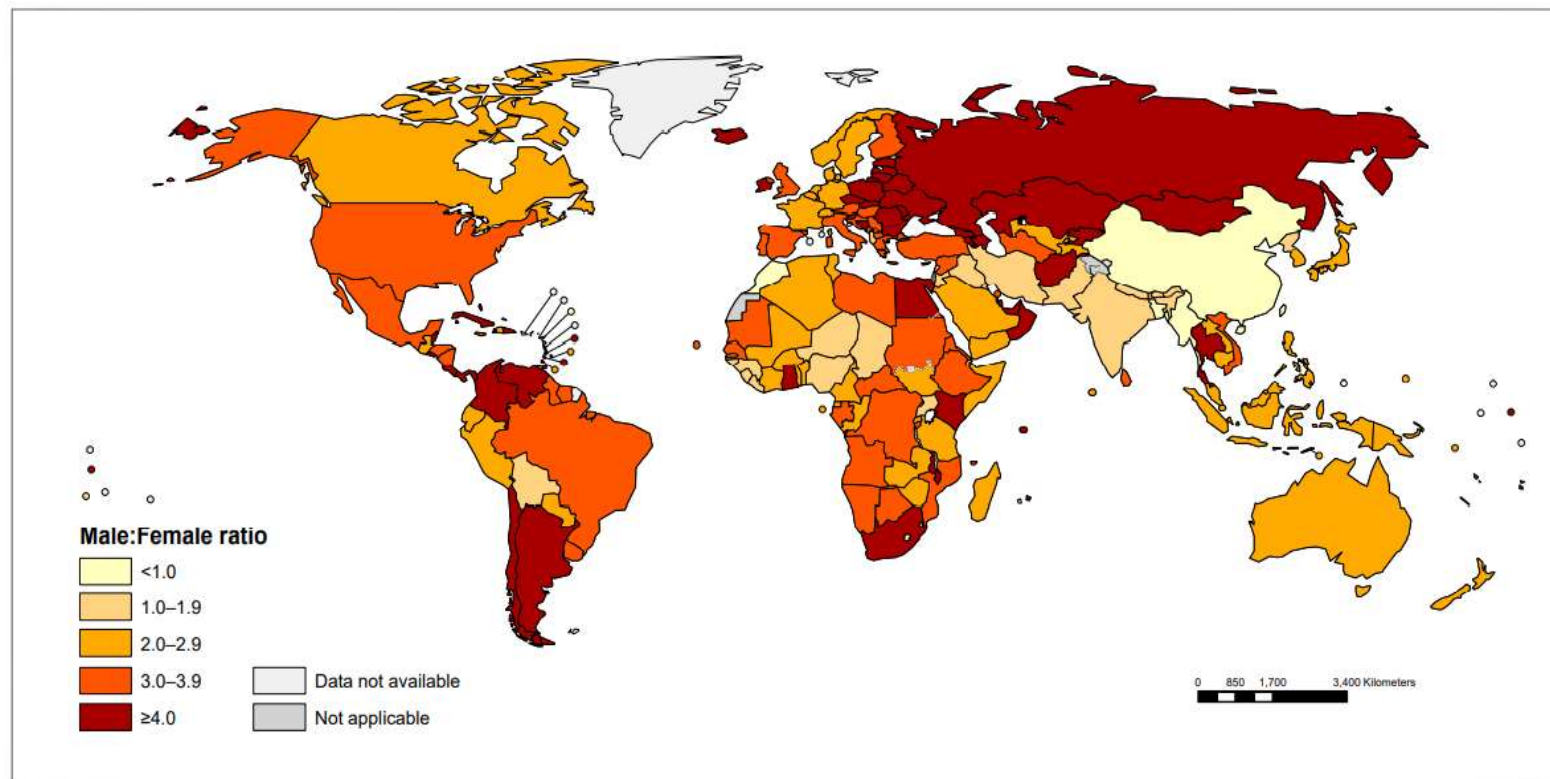 Male:Female ratio
<1.0
1.0–1.9
2.0–2.9
3.0–3.9
≥4.0
Data not available
Not applicable
0 850 1,700 3,400 Kilometers